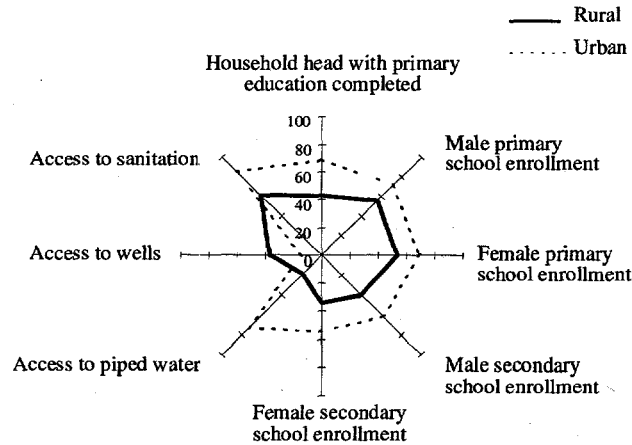 Rural
Urban
Household head with primary
education completed
100
80
60
40
20
0
Access to sanitation
Male primary
school enrollment
Access to wells
Female primary
school enrollment
Access to piped water
Male secondary
school enrollment
Female secondary
school enrollment